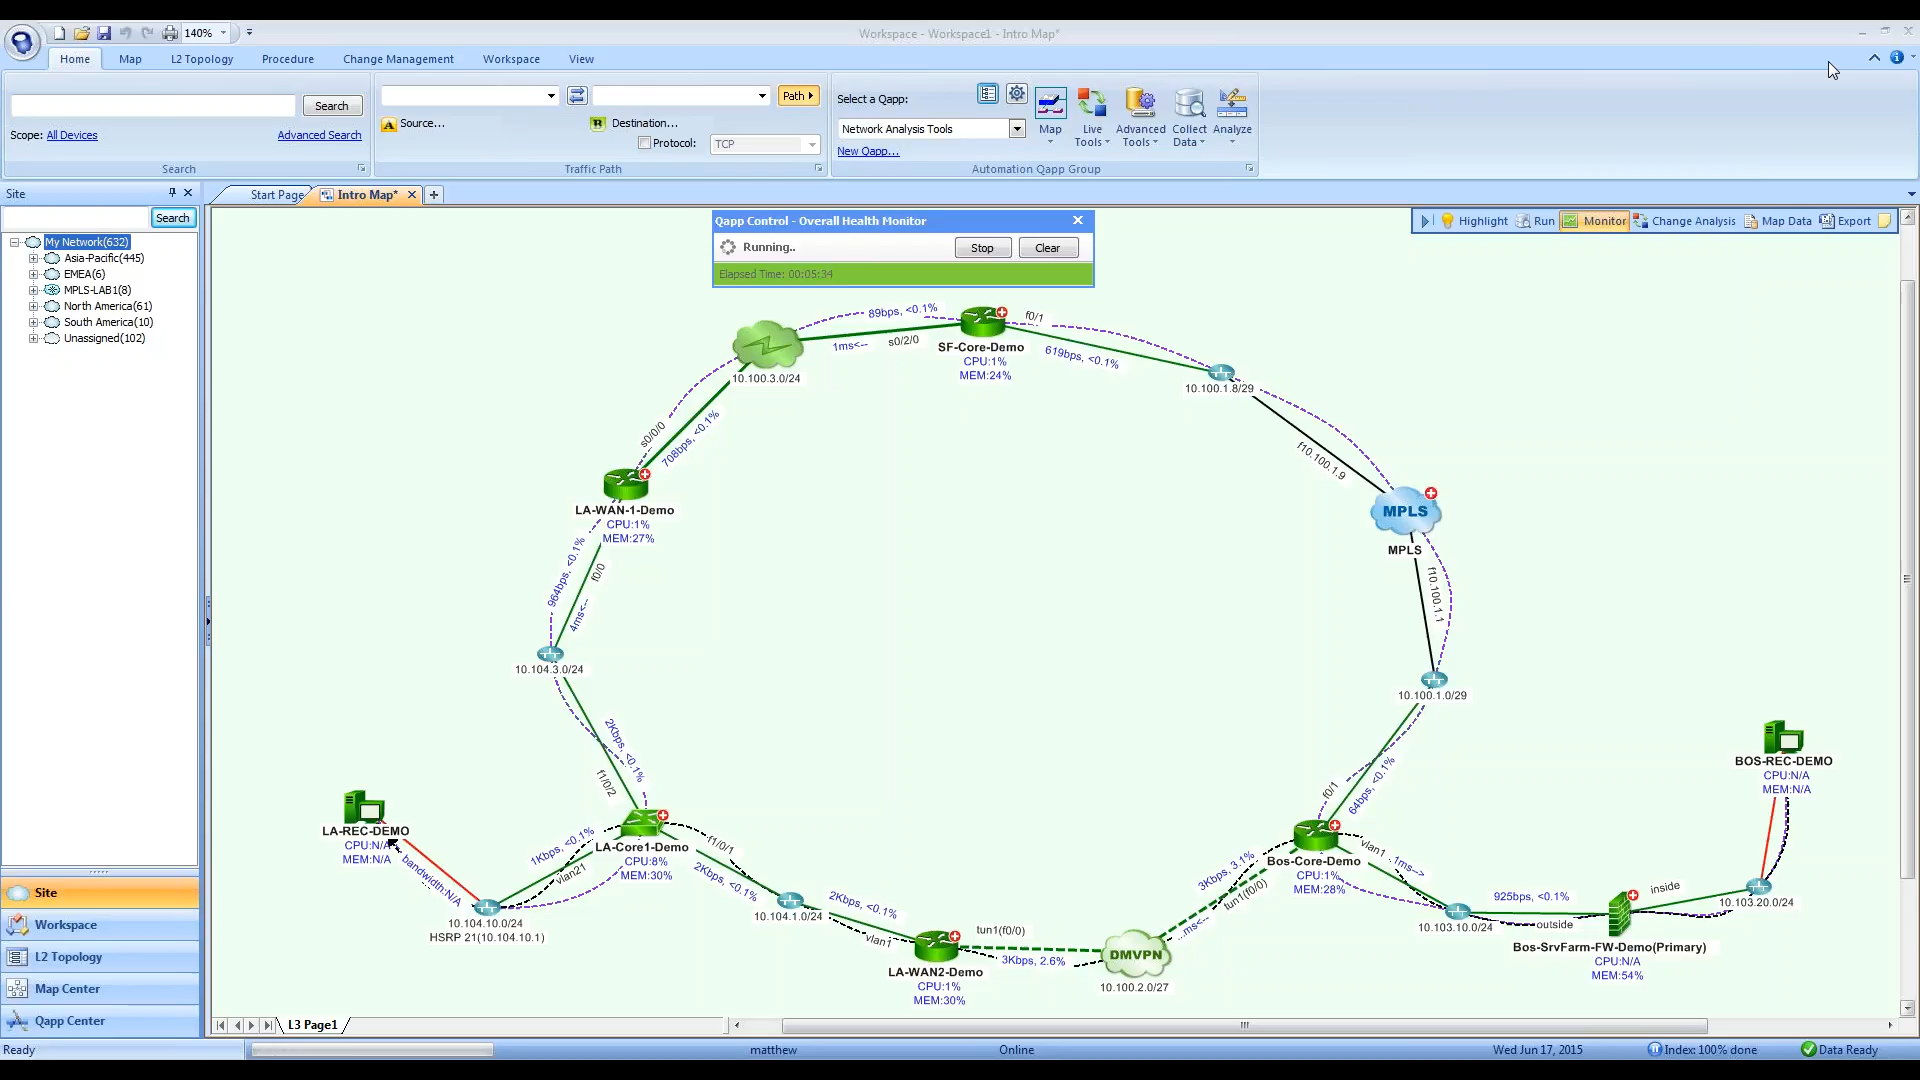 140%
Workspace - Workspace1 - Intro Map*
Home Map L2 Topology Procedure Change Management Workspace View
Search
Scope: All Devices Advanced Search
Search
Path
Source... Destination...
Protocol: TCP
Traffic Path
Select a Qapp:
Network Analysis Tools
New Qapp...
Map
Live Tools
Advanced Tools
Collect Data
Analyze
Automation Qapp Group
Site
Search
My Network(632)
Asia-Pacific(445)
EMEA(6)
MPLS-LAB1(8)
North America(61)
South America(10)
Unassigned(102)
Start Page Intro Map*
Qapp Control - Overall Health Monitor
Running..
Stop Clear
Elapsed Time: 00:05:34
Highlight Run Monitor Change Analysis Map Data Export
89bps, <0.1%
f0/1
1ms<--
s0/2/0
SF-Core-Demo
CPU:1%
MEM:24%
619bps, <0.1%
10.100.3.0/24
10.100.1.8/29
s0/0/0
708bps, <0.1%
f10.100.1.9
LA-WAN-1-Demo
CPU:1%
MEM:27%
MPLS
MPLS
964bps, <0.1%
f0/0
4ms<--
f10.100.1.1
10.104.3.0/24
10.100.1.0/29
2Kbps, <0.1%
f1/0/2
f0/1
64bps, <0.1%
BOS-REC-DEMO
CPU:N/A
MEM:N/A
LA-REC-DEMO
CPU:N/A
MEM:N/A
bandwidth:N/A
1Kbps, <0.1%
vlan21
LA-Core1-Demo
CPU:8%
MEM:30%
f1/0/1
2Kbps, <0.1%
Bos-Core-Demo
CPU:1%
MEM:28%
vlan1
1ms-->
3Kbps, 3.1%
tun1(f0/0)
...ms<--
10.104.10.0/24
HSRP 21(10.104.10.1)
10.104.1.0/24
2Kbps, <0.1%
vlan1
LA-WAN2-Demo
CPU:1%
MEM:30%
tun1(f0/0)
3Kbps, 2.6%
DMVPN
10.100.2.0/27
10.103.10.0/24
925bps, <0.1%
outside
inside
10.103.20.0/24
Bos-SrvFarm-FW-Demo(Primary)
CPU:N/A
MEM:54%
Site
Workspace
L2 Topology
Map Center
Qapp Center
L3 Page1
Ready matthew Online Wed Jun 17, 2015 Index: 100% done Data Ready